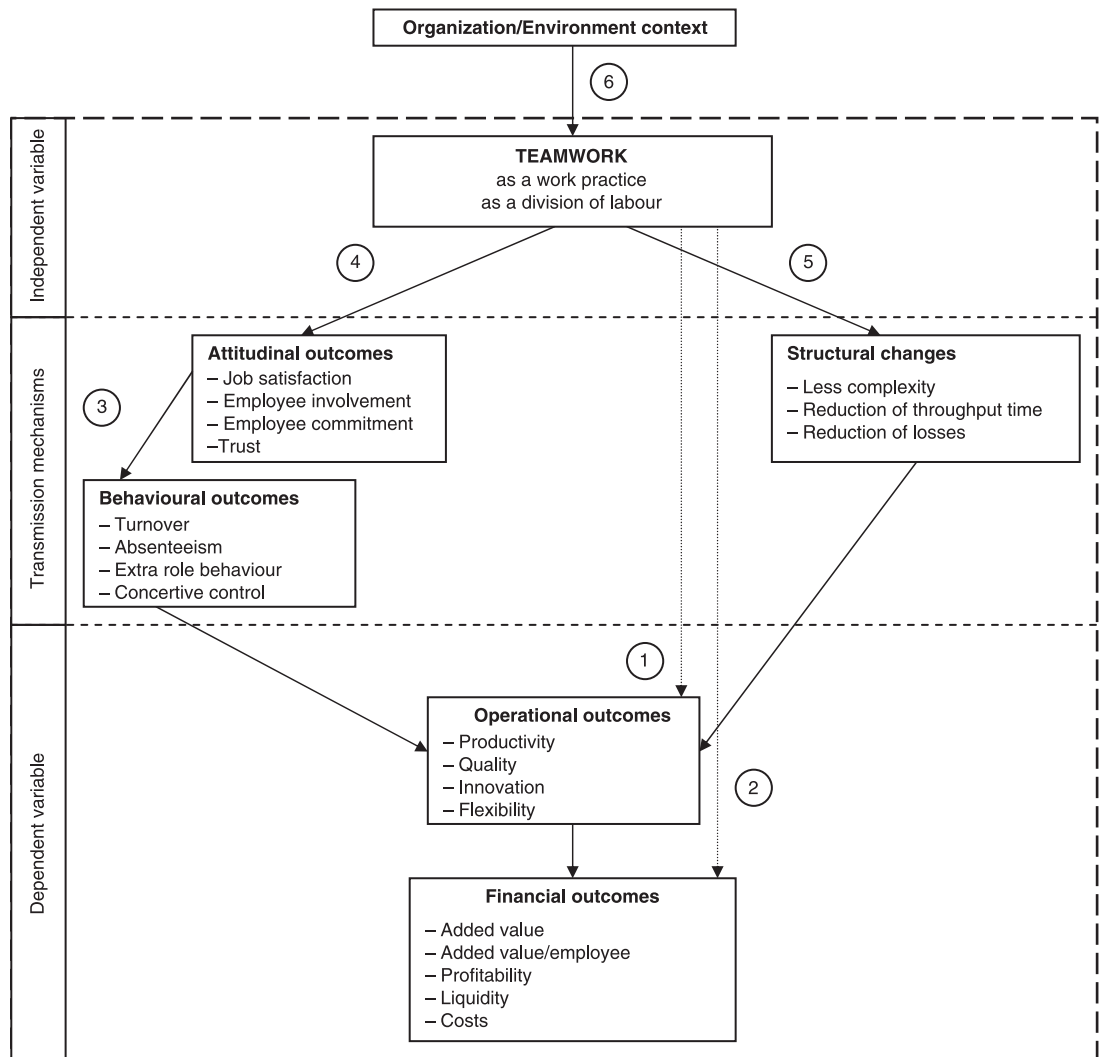 Organization/Environment context
6
Independent variable
TEAMWORK
as a work practice
as a division of labour
4
5
Transmission mechanisms
Attitudinal outcomes
– Job satisfaction
– Employee involvement
– Employee commitment
–Trust
Structural changes
– Less complexity
– Reduction of throughput time
– Reduction of losses
3
Behavioural outcomes
– Turnover
– Absenteeism
– Extra role behaviour
– Concertive control
Dependent variable
1
Operational outcomes
– Productivity
– Quality
– Innovation
– Flexibility
2
Financial outcomes
– Added value
– Added value/employee
– Profitability
– Liquidity
– Costs